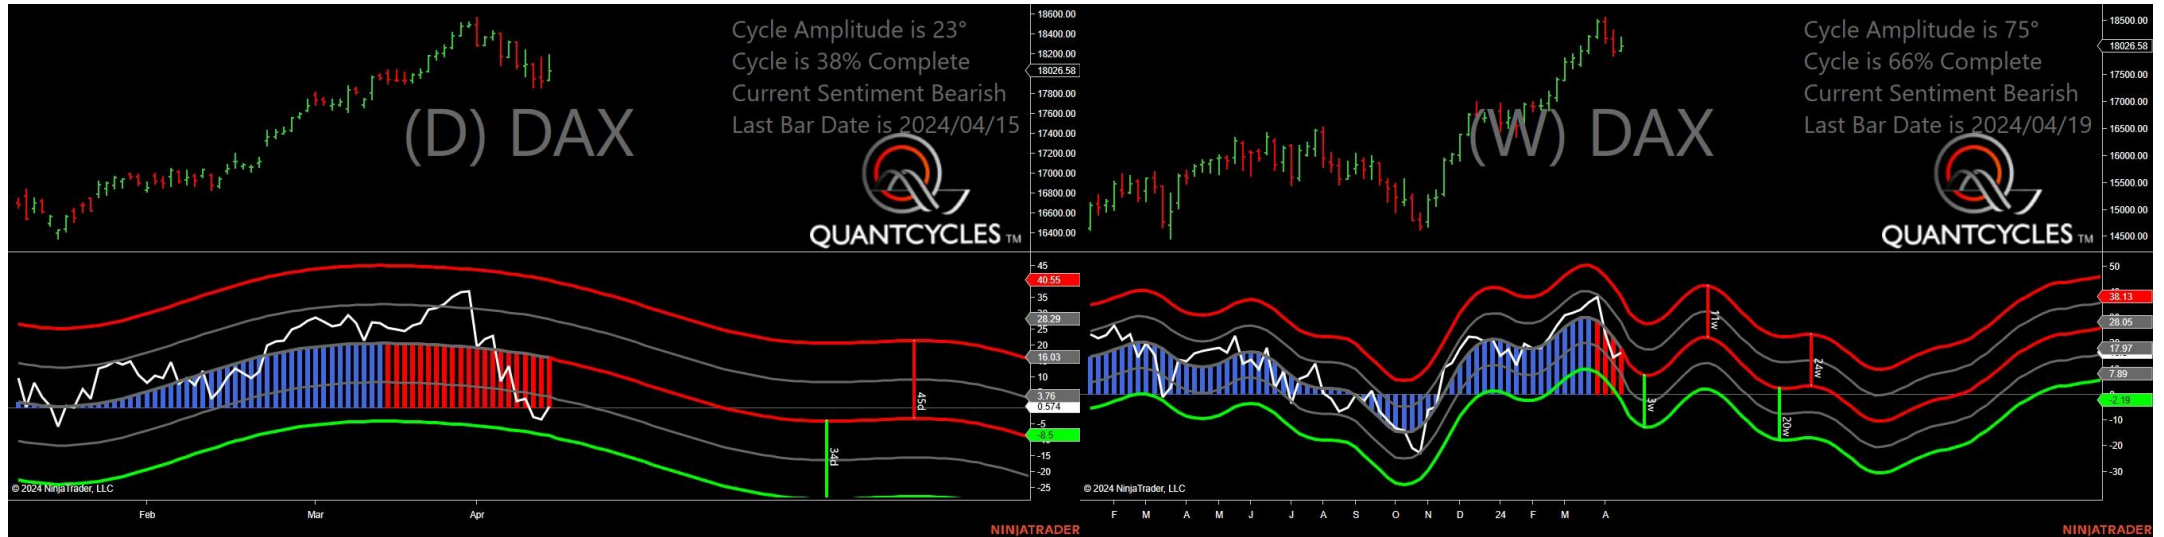 Cycle Amplitude is 23°
Cycle is 38% Complete
Current Sentiment Bearish
Last Bar Date is 2024/04/15
(D) DAX
QUANTCYCLES TM
18600.00
18400.00
18200.00
18026.58
17800.00
17600.00
17400.00
17200.00
17000.00
16800.00
16600.00
16400.00
45
40.55
35
28.29
25
20
16.03
10
3.76
0.574
-5
-8.5
-15
-20
-25
45d
34d
© 2024 NinjaTrader, LLC
Feb Mar Apr
NINJATRADER
Cycle Amplitude is 75°
Cycle is 66% Complete
Current Sentiment Bearish
Last Bar Date is 2024/04/19
(W) DAX
QUANTCYCLES TM
18500.00
18026.58
17500.00
17000.00
16500.00
16000.00
15500.00
15000.00
14500.00
50
38.13
28.05
17.97
7.89
-2.19
-10
-20
-30
11w
24w
3w
20w
© 2024 NinjaTrader, LLC
F M A M J J A S O N D 24 F M A
NINJATRADER